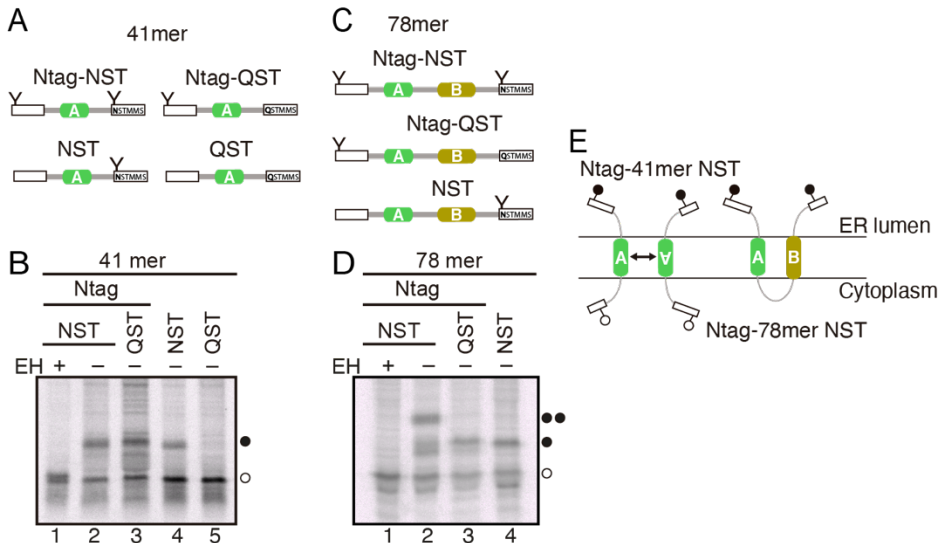 A
41mer
Ntag-NST
Ntag-QST
A
NSTMMS
A
QSTMMS
NST
QST
A
NSTMMS
A
QSTMMS
B
41 mer
Ntag
NST
QST
NST
QST
EH + − − − −
1 2 3 4 5
C
78mer
Ntag-NST
A B NSTMMS
Ntag-QST
A B QSTMMS
NST
A B NSTMMS
D
78 mer
Ntag
NST
QST
NST
EH + − − −
1 2 3 4
E
Ntag-41mer NST
ER lumen
A A A B
Cytoplasm
Ntag-78mer NST